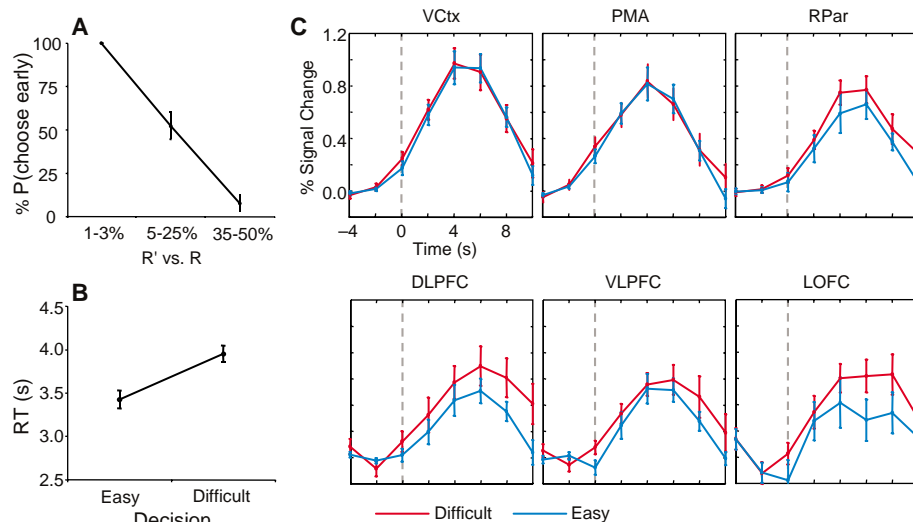 A
% P(choose early)
100
75
50
25
0
1-3% 5-25% 35-50%
R' vs. R
B
RT (s)
4.5
4.0
3.5
3.0
2.5
Easy Difficult
Decision
C
VCtx PMA RPar
% Signal Change
1.2
0.8
0.4
0.0
−4 0 4 8
Time (s)
DLPFC VLPFC LOFC
Difficult Easy